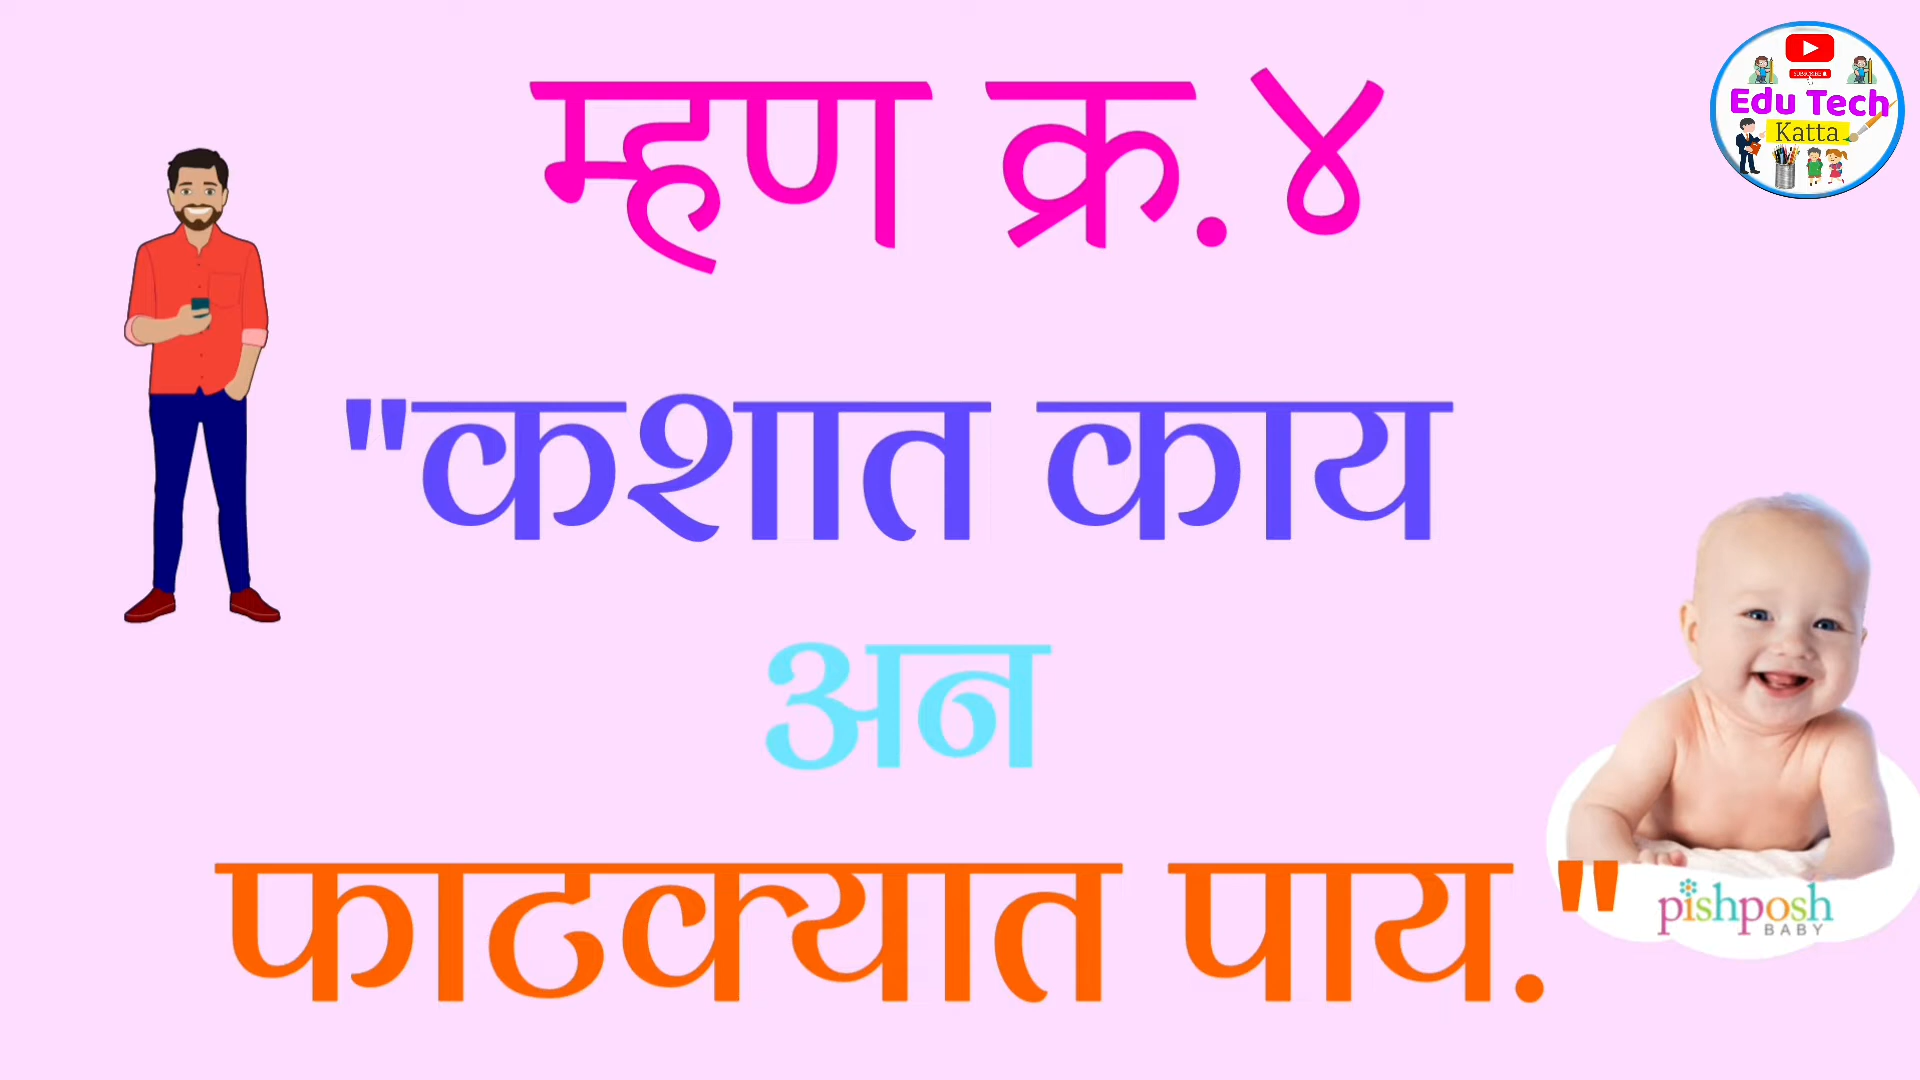 म्हण क्र.४
Edu Tech
Katta
"कशात काय
अन
फाटक्यात पाय."
pishposh
BABY